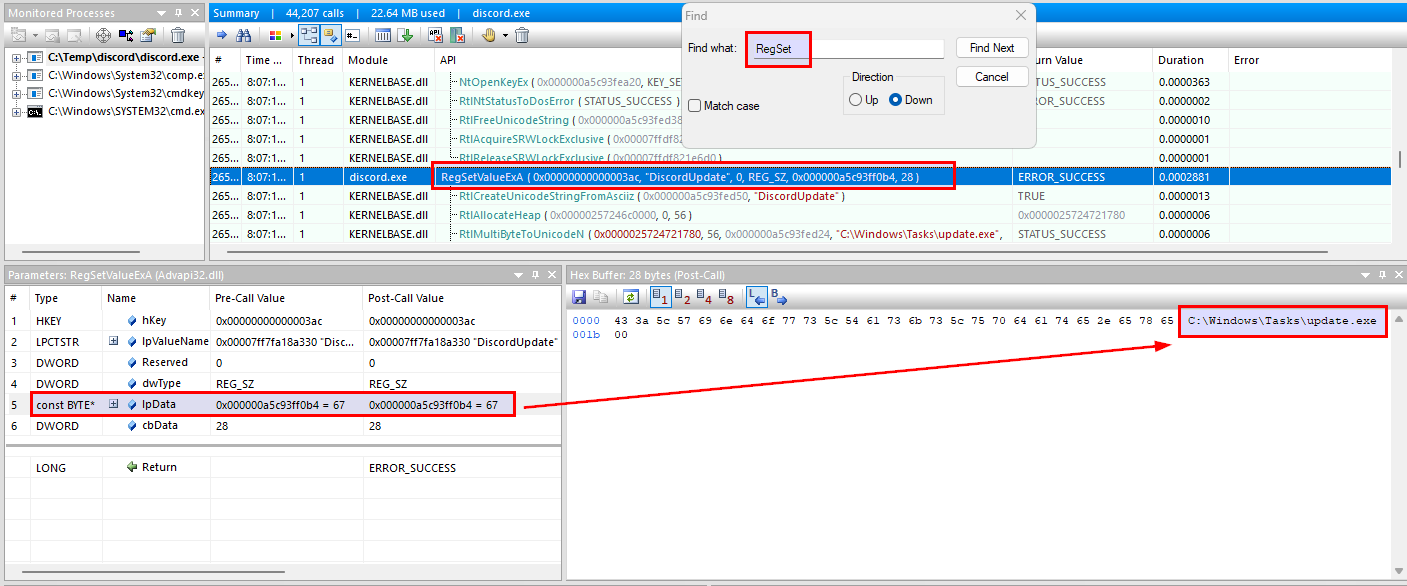 Monitored Processes
C:\Temp\discord\discord.exe -
C:\Windows\System32\comp.e
C:\Windows\System32\cmdkey
C:\Windows\SYSTEM32\cmd.ex
Summary | 44,207 calls | 22.64 MB used | discord.exe
# Time ... Thread Module API urn Value Duration Error
265... 8:07:1... 1 KERNELBASE.dll NtOpenKeyEx ( 0x000000a5c93fea20, KEY_SE TUS_SUCCESS 0.0000363
265... 8:07:1... 1 KERNELBASE.dll RtlNtStatusToDosError ( STATUS_SUCCESS ) ROR_SUCCESS 0.0000002
265... 8:07:1... 1 KERNELBASE.dll RtlFreeUnicodeString ( 0x000000a5c93fed38 0.0000010
265... 8:07:1... 1 KERNELBASE.dll RtlAcquireSRWLockExclusive ( 0x00007ffdf82 0.0000001
265... 8:07:1... 1 KERNELBASE.dll RtlReleaseSRWLockExclusive ( 0x00007ffdf821e6d0 ) 0.0000001
265... 8:07:1... 1 discord.exe RegSetValueExA ( 0x00000000000003ac, "DiscordUpdate", 0, REG_SZ, 0x000000a5c93ff0b4, 28 ) ERROR_SUCCESS 0.0002881
265... 8:07:1... 1 KERNELBASE.dll RtlCreateUnicodeStringFromAsciiz ( 0x000000a5c93fed50, "DiscordUpdate" ) TRUE 0.0000013
265... 8:07:1... 1 KERNELBASE.dll RtlAllocateHeap ( 0x00000257246c0000, 0, 56 ) 0x0000025724721780 0.0000006
265... 8:07:1... 1 KERNELBASE.dll RtlMultiByteToUnicodeN ( 0x0000025724721780, 56, 0x000000a5c93fed24, "C:\Windows\Tasks\update.exe", STATUS_SUCCESS 0.0000006
Find
Find what: RegSet
Find Next
Cancel
Match case
Direction
Up Down
Parameters: RegSetValueExA (Advapi32.dll)
# Type Name Pre-Call Value Post-Call Value
1 HKEY hKey 0x00000000000003ac 0x00000000000003ac
2 LPCTSTR lpValueName 0x00007ff7fa18a330 "Disc... 0x00007ff7fa18a330 "DiscordUpdate"
3 DWORD Reserved 0 0
4 DWORD dwType REG_SZ REG_SZ
5 const BYTE* lpData 0x000000a5c93ff0b4 = 67 0x000000a5c93ff0b4 = 67
6 DWORD cbData 28 28
LONG Return ERROR_SUCCESS
Hex Buffer: 28 bytes (Post-Call)
1 2 4 8 L B
0000 43 3a 5c 57 69 6e 64 6f 77 73 5c 54 61 73 6b 73 5c 75 70 64 61 74 65 2e 65 78 65 C:\Windows\Tasks\update.exe
001b 00